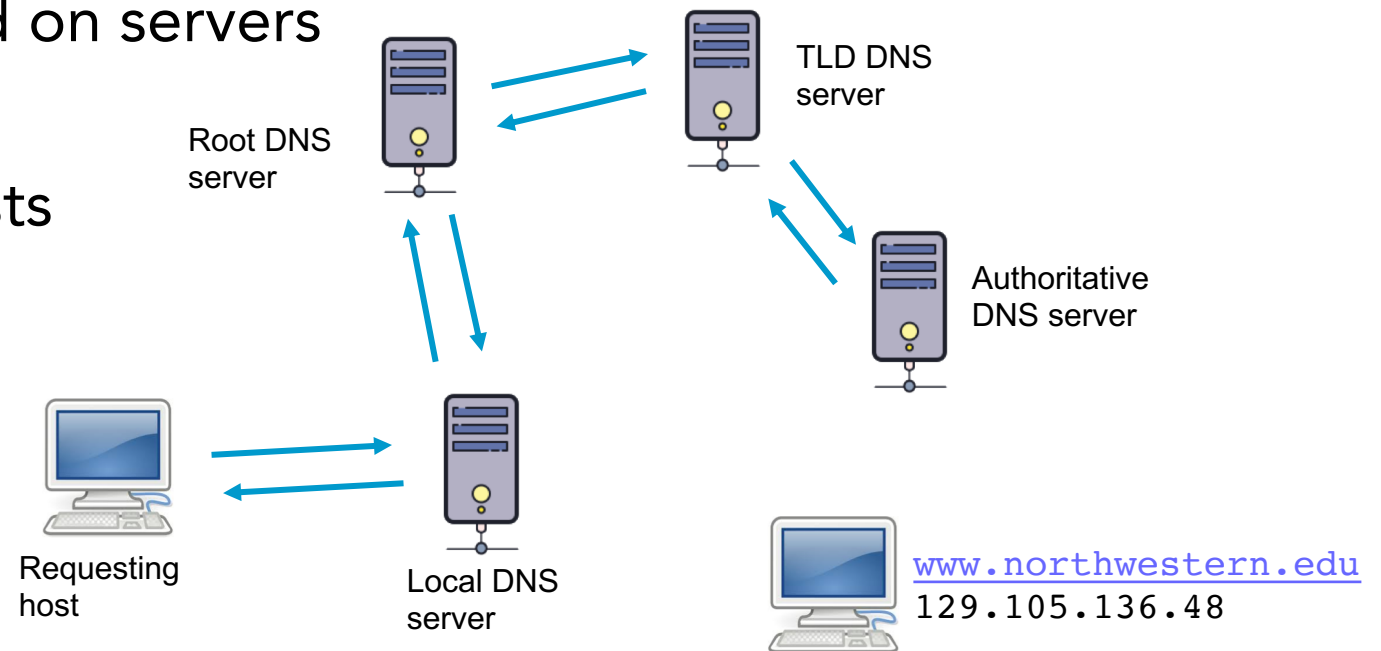 d on servers
TLD DNS
server
Root DNS
server
sts
Authoritative
DNS server
Requesting
host
Local DNS
server
www.northwestern.edu
129.105.136.48